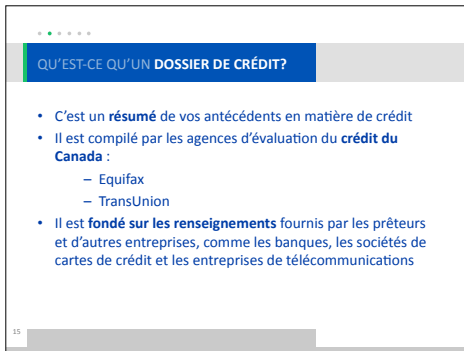 QU’EST-CE QU’UN DOSSIER DE CRÉDIT?
• C’est un résumé de vos antécédents en matière de crédit
• Il est compilé par les agences d’évaluation du crédit du
Canada :
– Equifax
– TransUnion
• Il est fondé sur les renseignements fournis par les prêteurs
et d’autres entreprises, comme les banques, les sociétés de
cartes de crédit et les entreprises de télécommunications
15